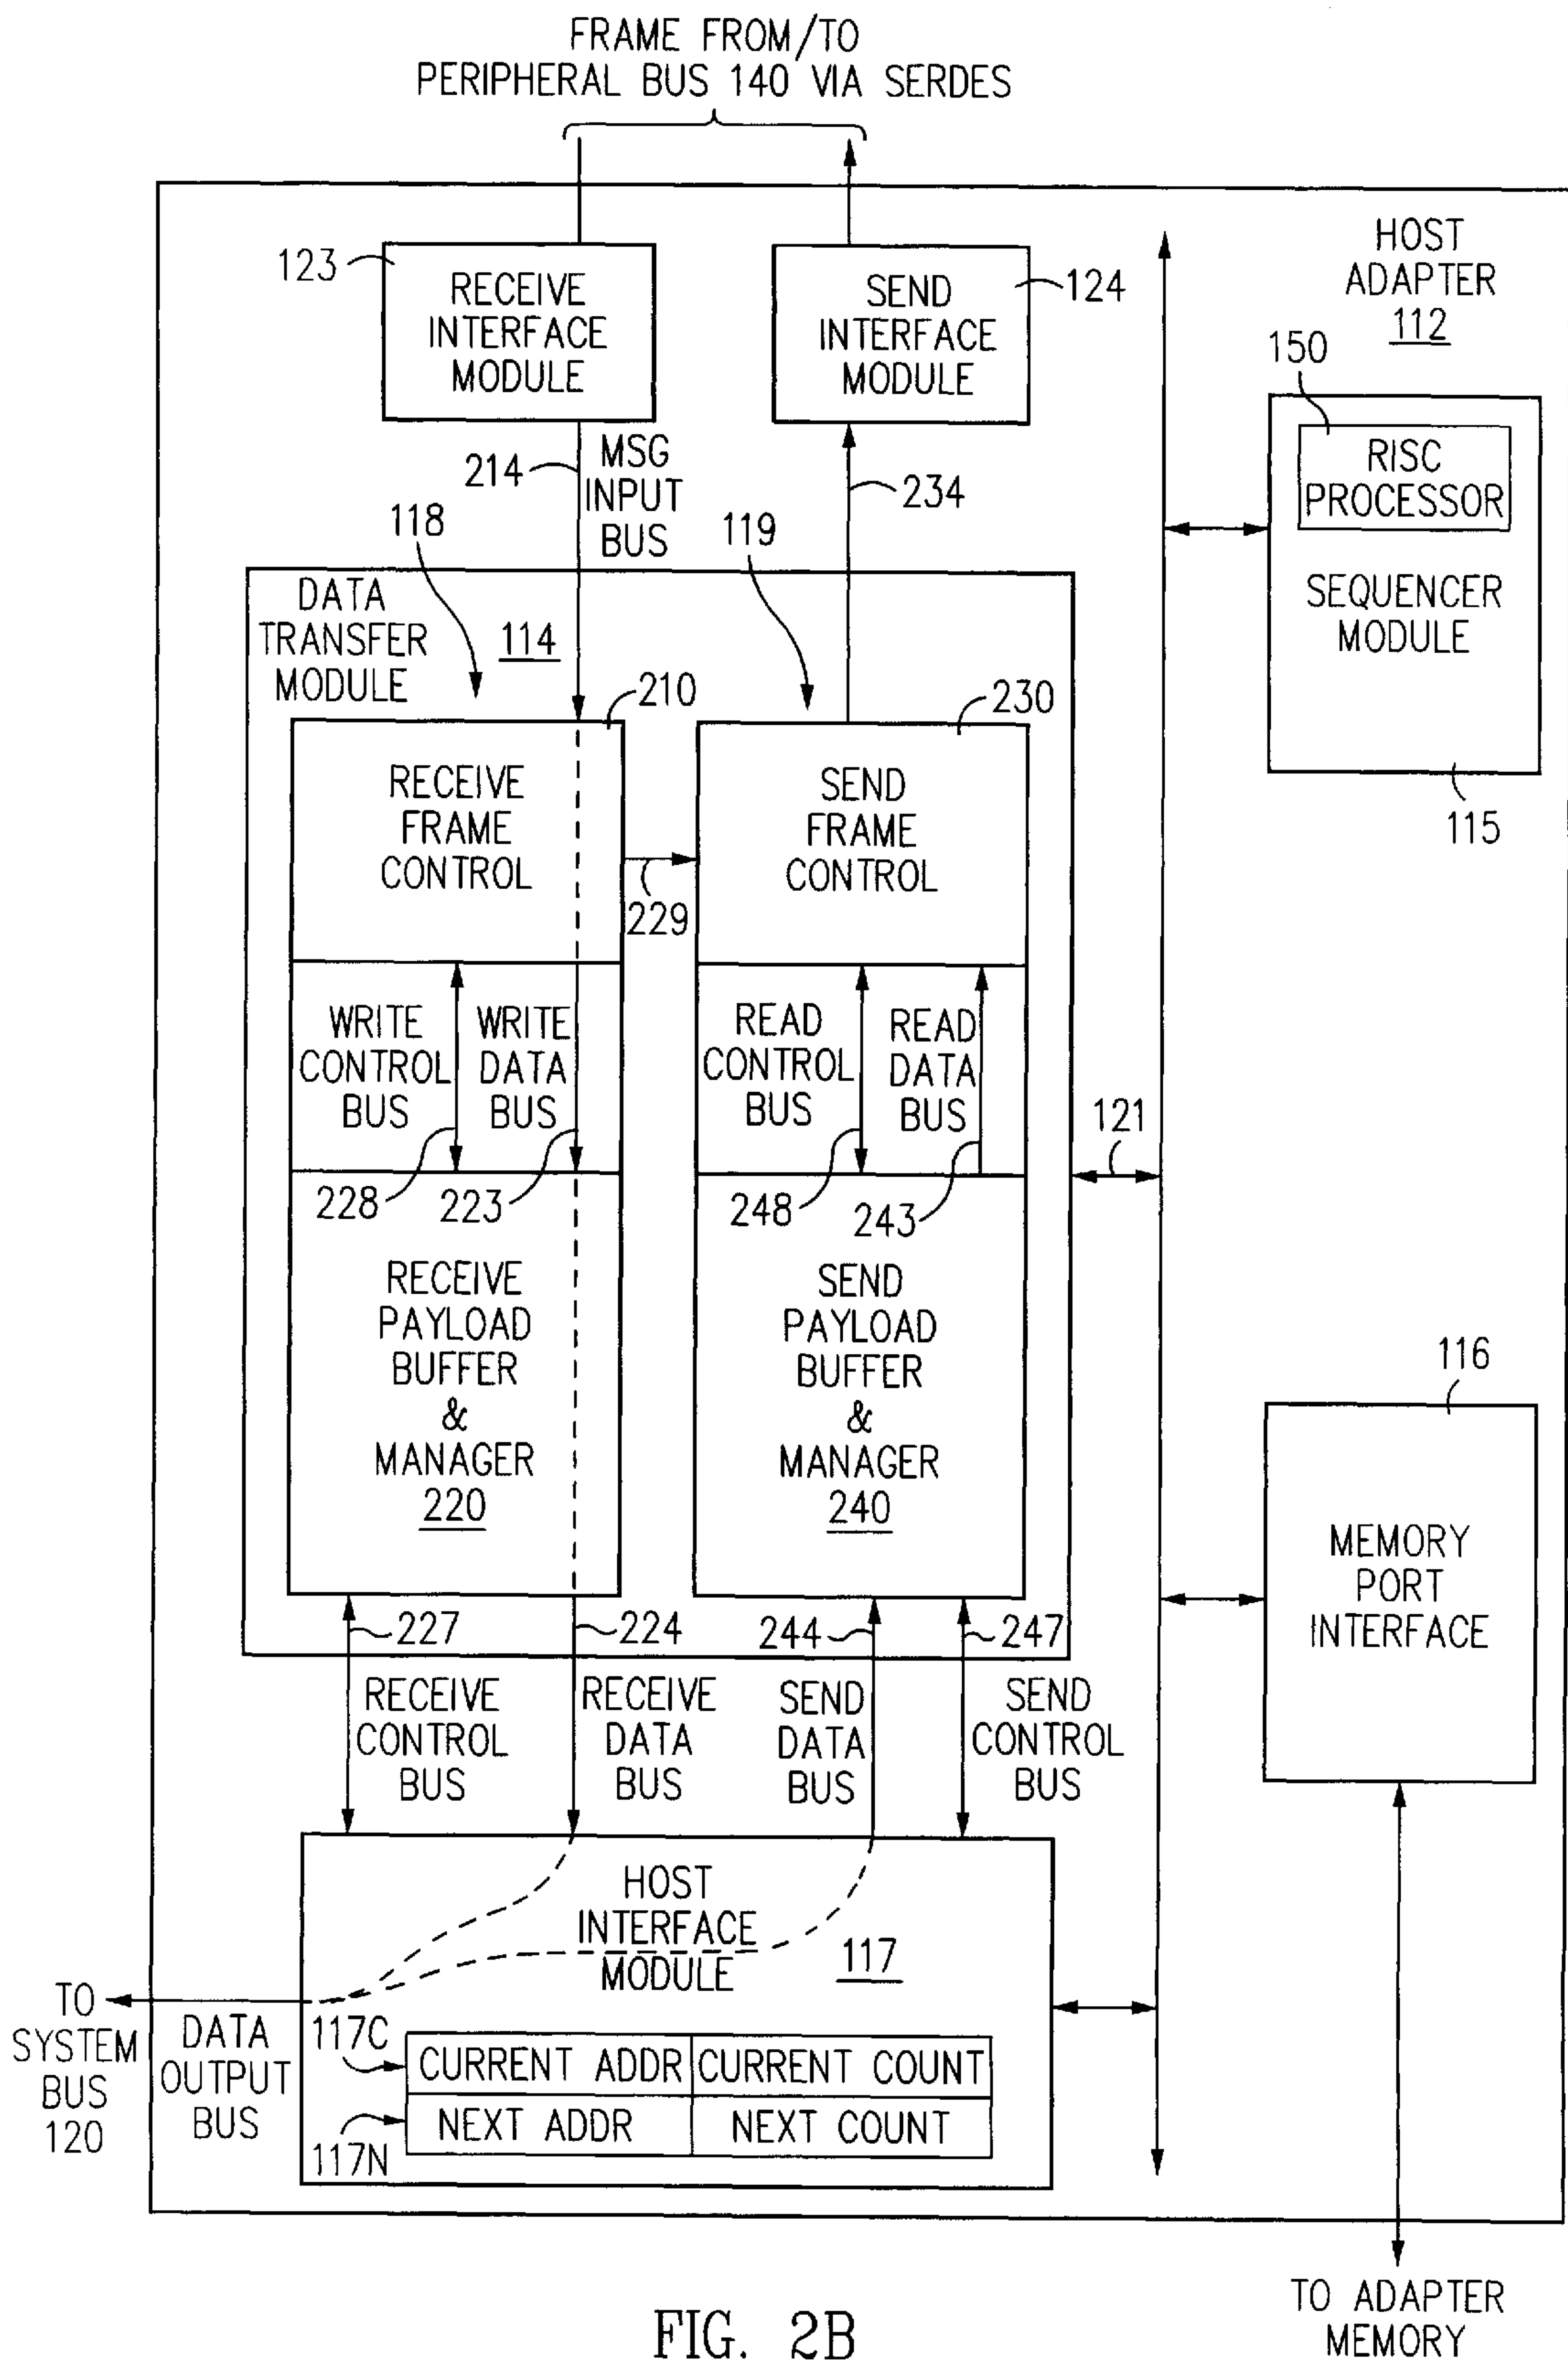 FRAME FROM/TO
PERIPHERAL BUS 140 VIA SERDES
HOST
ADAPTER
112
123
RECEIVE
INTERFACE
MODULE
SEND
INTERFACE
MODULE
124
150
RISC
PROCESSOR
SEQUENCER
MODULE
115
214
MSG
INPUT
BUS
234
118
119
DATA
TRANSFER
MODULE
114
210
230
RECEIVE
FRAME
CONTROL
SEND
FRAME
CONTROL
229
WRITE
CONTROL
BUS
WRITE
DATA
BUS
READ
CONTROL
BUS
READ
DATA
BUS
121
228
223
248
243
RECEIVE
PAYLOAD
BUFFER
&
MANAGER
220
SEND
PAYLOAD
BUFFER
&
MANAGER
240
116
MEMORY
PORT
INTERFACE
227
224
244
247
RECEIVE
CONTROL
BUS
RECEIVE
DATA
BUS
SEND
DATA
BUS
SEND
CONTROL
BUS
HOST
INTERFACE
MODULE
117
TO
SYSTEM
BUS
120
DATA
OUTPUT
BUS
117C
CURRENT ADDR
CURRENT COUNT
117N
NEXT ADDR
NEXT COUNT
TO ADAPTER
MEMORY
FIG. 2B